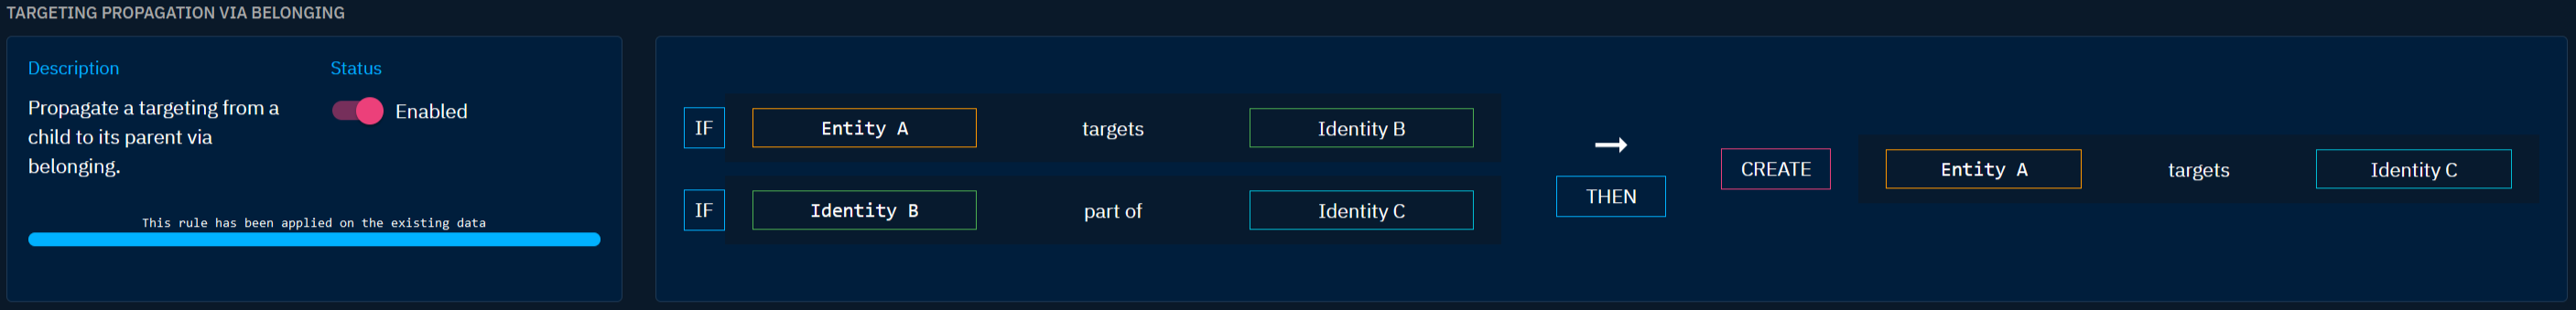 TARGETING PROPAGATION VIA BELONGING
Description
Status
Propagate a targeting from a
child to its parent via
belonging.
Enabled
This rule has been applied on the existing data
IF Entity A targets Identity B
IF Identity B part of Identity C
THEN
CREATE Entity A targets Identity C